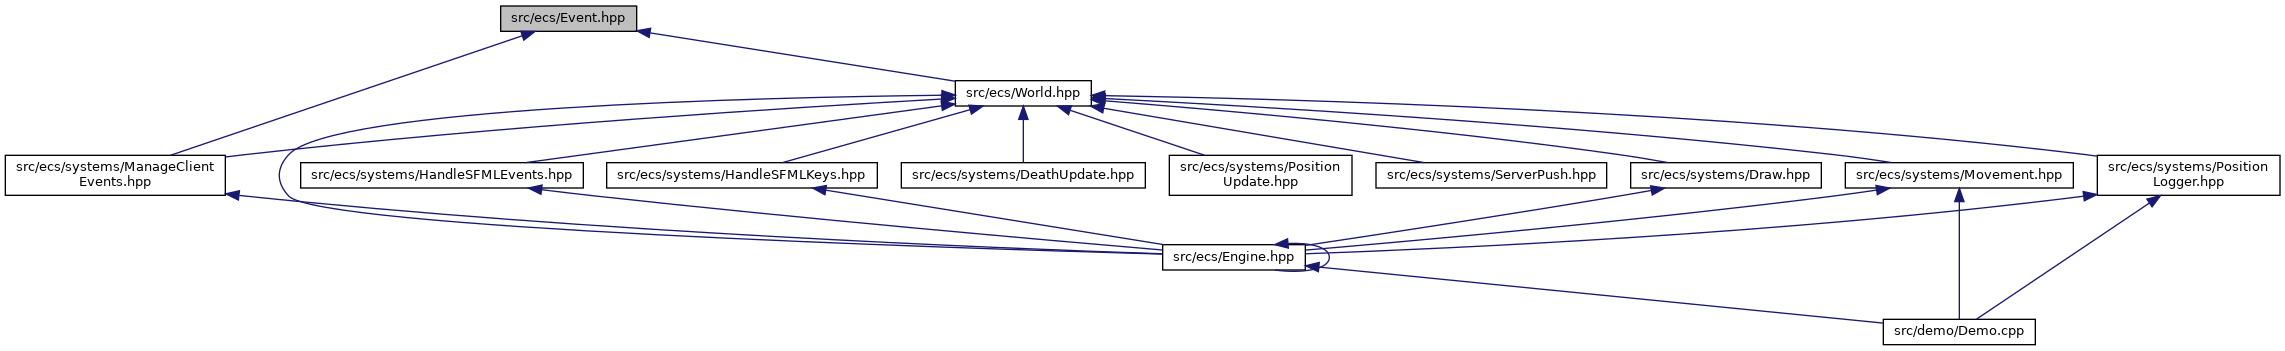 src/ecs/Event.hpp
src/ecs/World.hpp
src/ecs/systems/ManageClient
Events.hpp
src/ecs/systems/HandleSFMLEvents.hpp
src/ecs/systems/HandleSFMLKeys.hpp
src/ecs/systems/DeathUpdate.hpp
src/ecs/systems/Position
Update.hpp
src/ecs/systems/ServerPush.hpp
src/ecs/systems/Draw.hpp
src/ecs/systems/Movement.hpp
src/ecs/systems/Position
Logger.hpp
src/ecs/Engine.hpp
src/demo/Demo.cpp